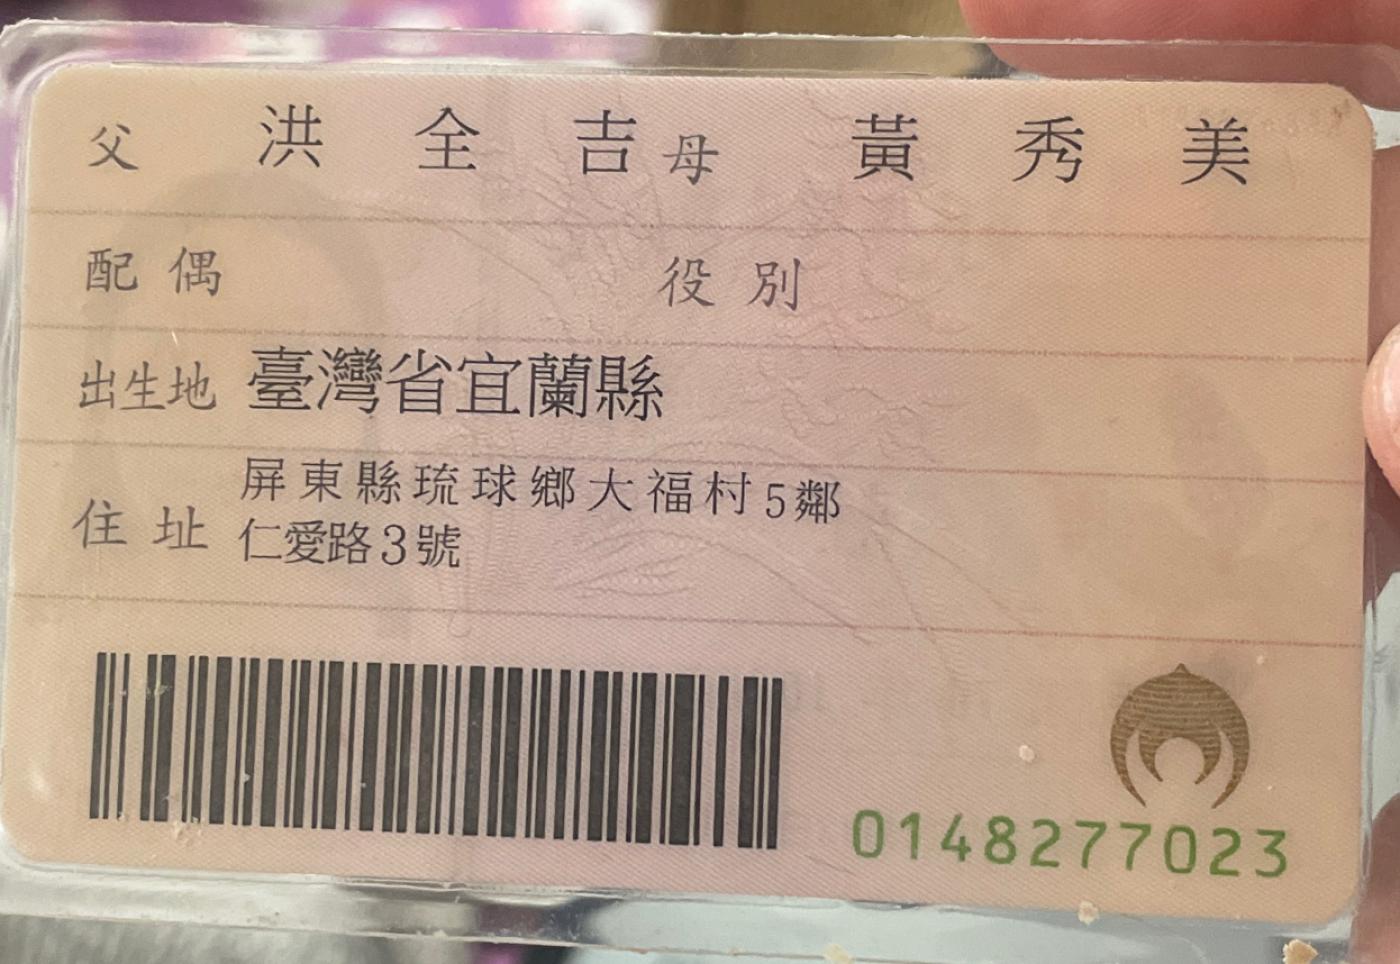 父 洪全吉 母 黃秀美
配偶 役別
出生地 臺灣省宜蘭縣
住址 屏東縣琉球鄉大福村5鄰
仁愛路3號
0148277023